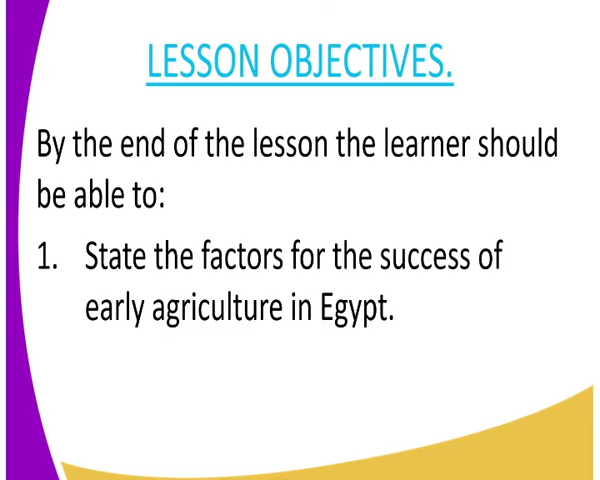 LESSON OBJECTIVES.
By the end of the lesson the learner should
be able to:
1. State the factors for the success of
early agriculture in Egypt.